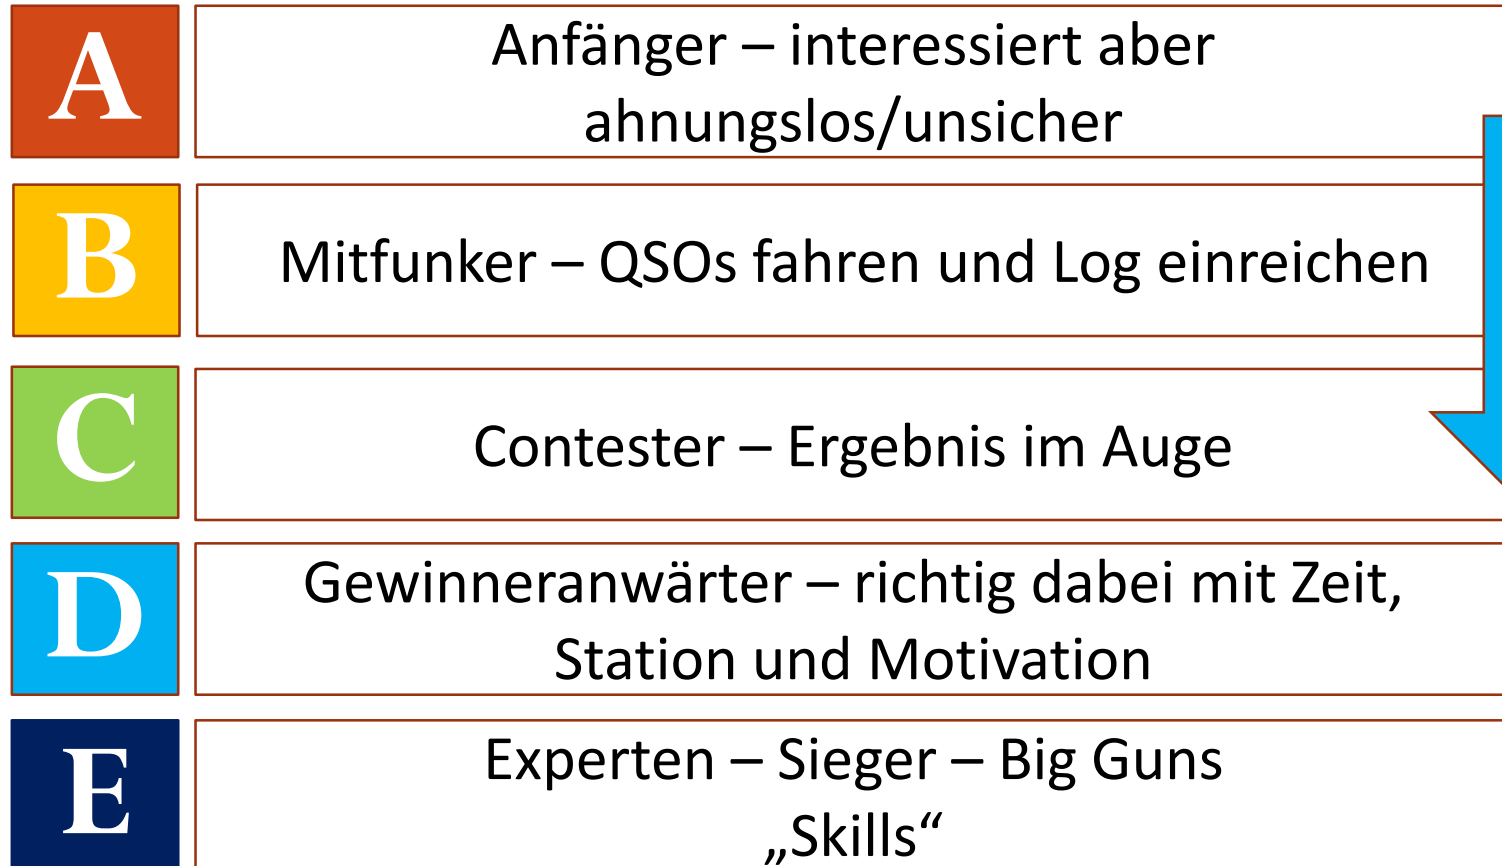 A
Anfänger – interessiert aber
ahnungslos/unsicher
B
Mitfunker – QSOs fahren und Log einreichen
C
Contester – Ergebnis im Auge
D
Gewinneranwärter – richtig dabei mit Zeit,
Station und Motivation
E
Experten – Sieger – Big Guns
„Skills“